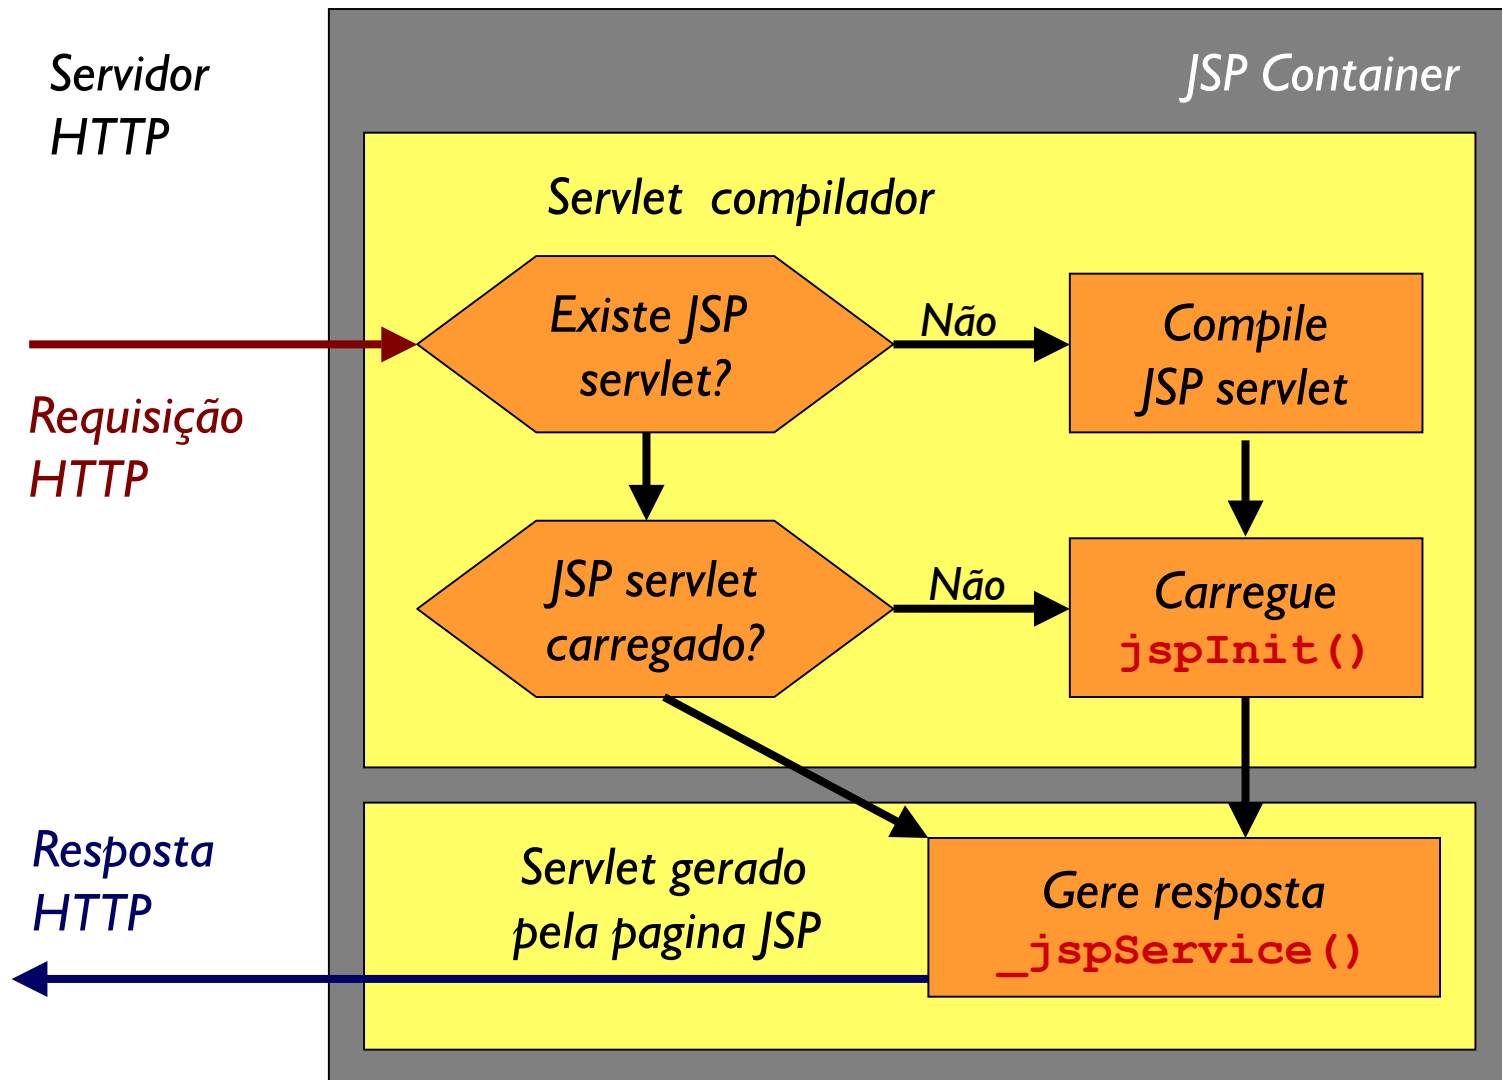 Servidor
HTTP
JSP Container
Servlet compilador
Existe JSP
servlet?
Não
Compile
JSP servlet
Requisição
HTTP
JSP servlet
carregado?
Não
Carregue
jspInit()
Resposta
HTTP
Servlet gerado
pela pagina JSP
Gere resposta
_jspService()